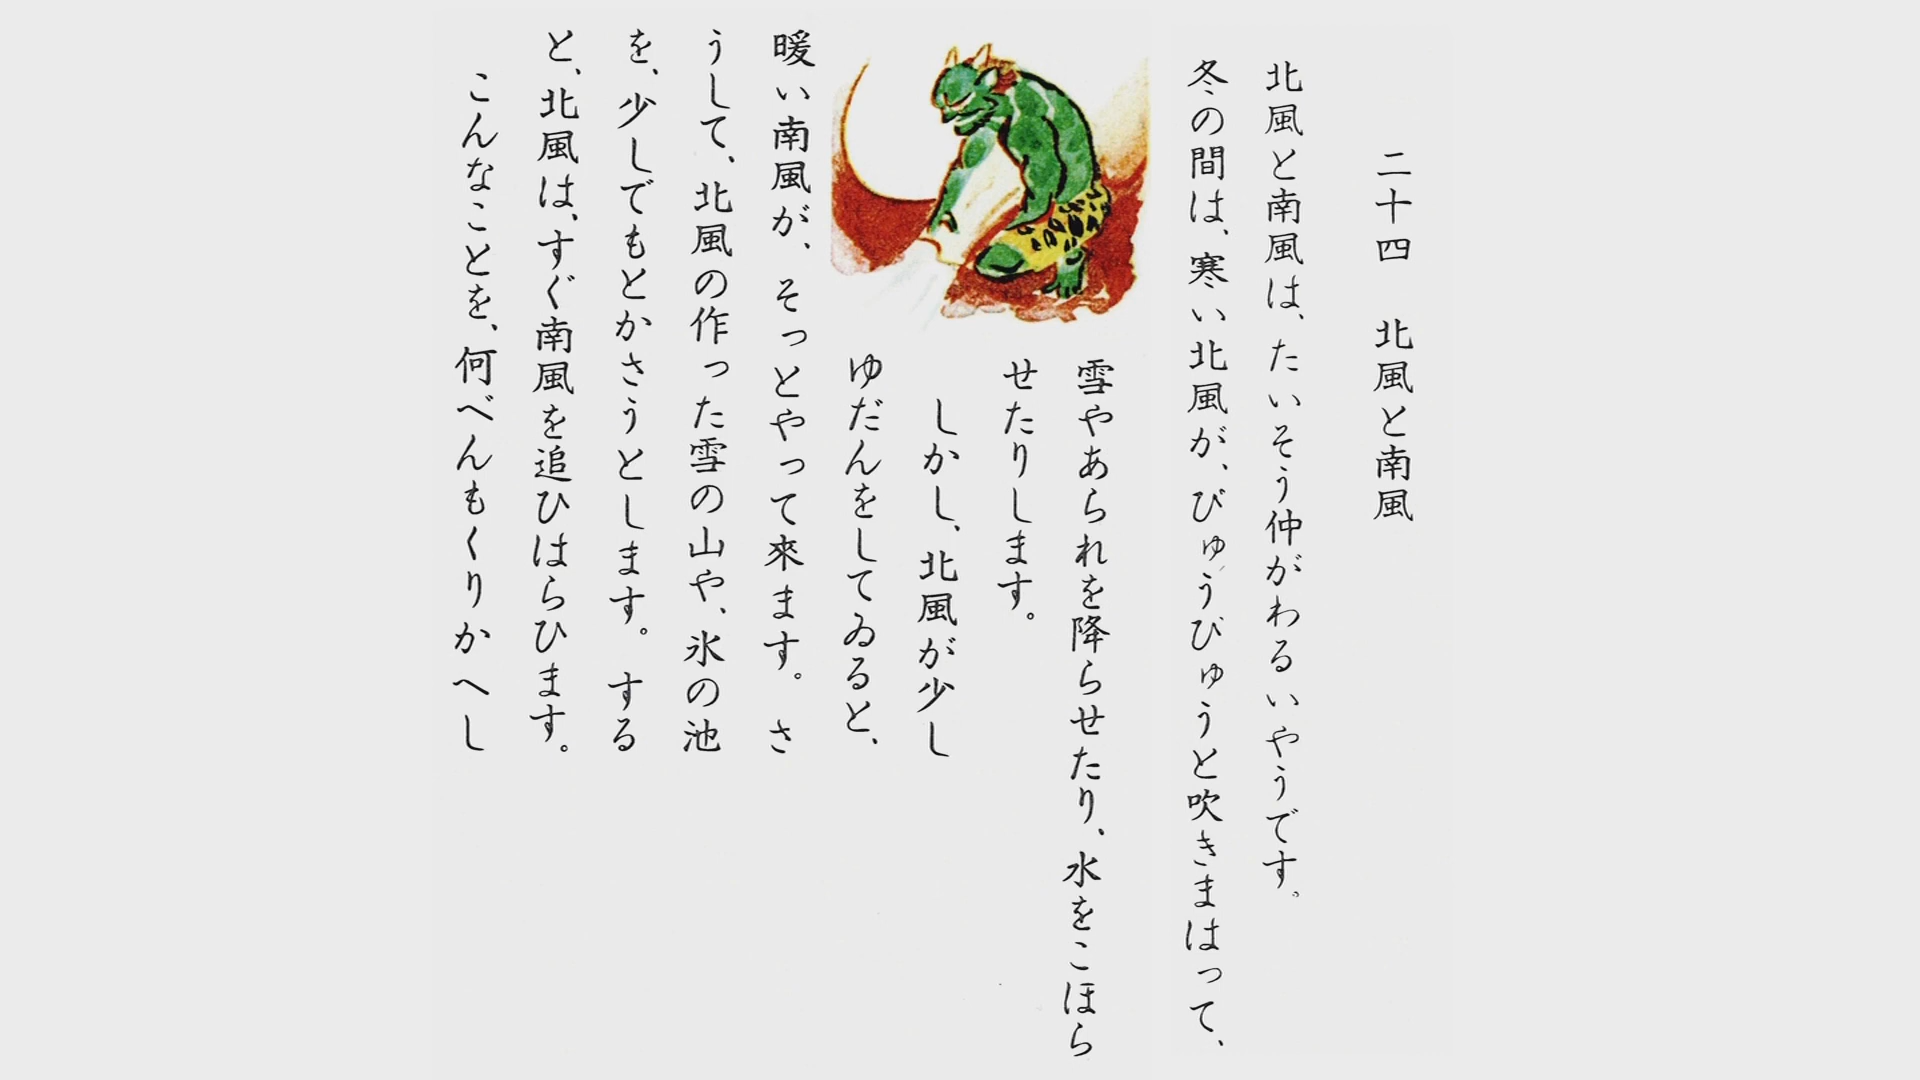 二十四　北風と南風
北風と南風は、たいそう仲がわるいやうです。
冬の間は、寒い北風が、びゅうびゅうと吹きまはって、
雪やあられを降らせたり、水をこほら
せたりします。
しかし、北風が少し
ゆだんをしてゐると、
暖い南風が、そっとやって來ます。さ
うして、北風の作った雪の山や、氷の池
を、少しでもとかさうとします。する
と、北風は、すぐ南風を追ひはらひます。
こんなことを、何べんもくりかへし